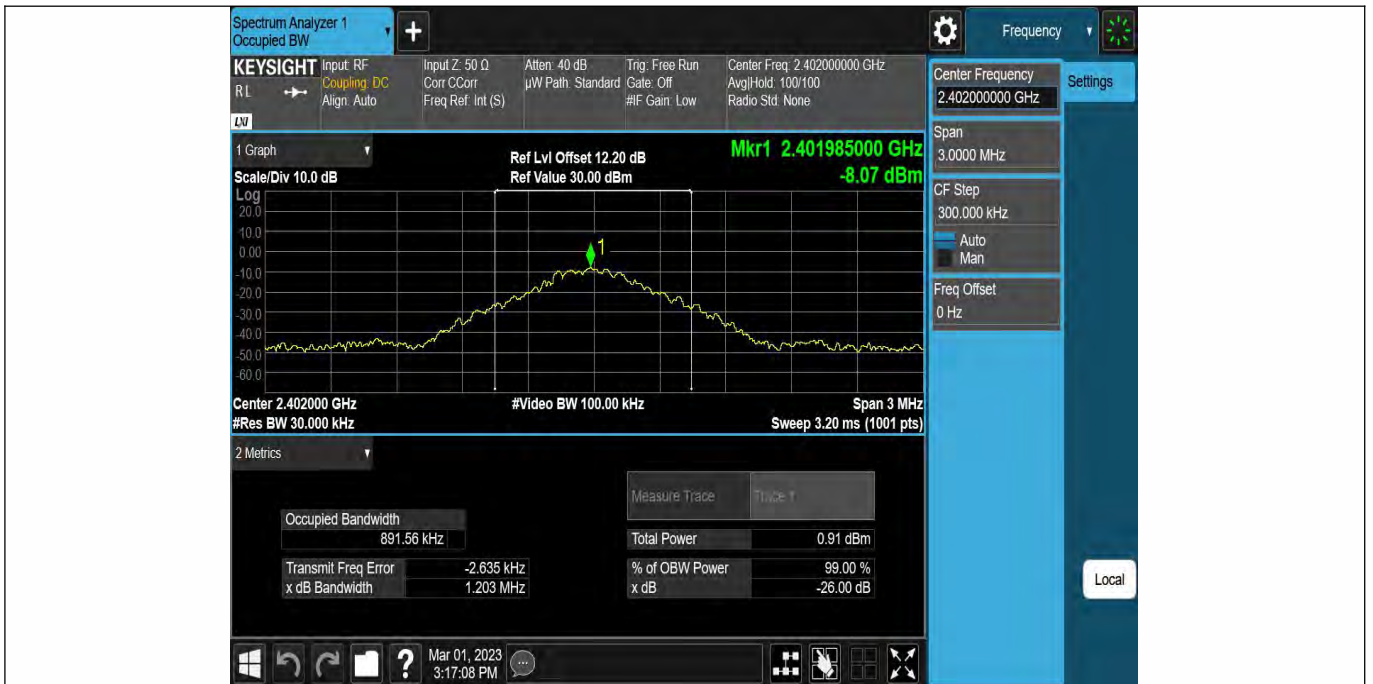 Spectrum Analyzer 1
Occupied BW
+
Frequency
KEYSIGHT
RL
LXI
Input: RF
Coupling: DC
Align: Auto
Input Z: 50 Ω
Corr CCorr
Freq Ref: Int (S)
Atten: 40 dB
µW Path: Standard
Trig: Free Run
Gate: Off
#IF Gain: Low
Center Freq: 2.402000000 GHz
Avg|Hold: 100/100
Radio Std: None
Center Frequency
2.402000000 GHz
Settings
Span
3.0000 MHz
CF Step
300.000 kHz
Auto
Man
Freq Offset
0 Hz
Local
1 Graph
Scale/Div 10.0 dB
Ref Lvl Offset 12.20 dB
Ref Value 30.00 dBm
Mkr1 2.401985000 GHz
-8.07 dBm
Log
20.0
10.0
0.00
-10.0
-20.0
-30.0
-40.0
-50.0
-60.0
1
Center 2.402000 GHz
#Res BW 30.000 kHz
#Video BW 100.00 kHz
Span 3 MHz
Sweep 3.20 ms (1001 pts)
2 Metrics
Measure Trace
Trace 1
Occupied Bandwidth
891.56 kHz
Total Power 0.91 dBm
Transmit Freq Error -2.635 kHz
% of OBW Power 99.00 %
x dB Bandwidth 1.203 MHz
x dB -26.00 dB
?
Mar 01, 2023
3:17:08 PM